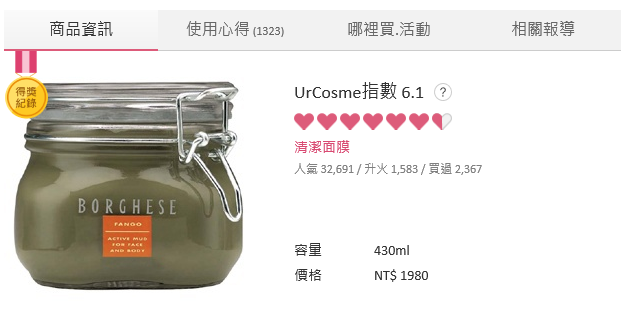 商品資訊
使用心得 (1323)
哪裡買.活動
相關報導
得獎
紀錄
UrCosme指數 6.1 ?
清潔面膜
人氣 32,691 / 升火 1,583 / 買過 2,367
BORGHESE
FANGO
ACTIVE MUD
FOR FACE
AND BODY
容量 430ml
價格 NT$ 1980